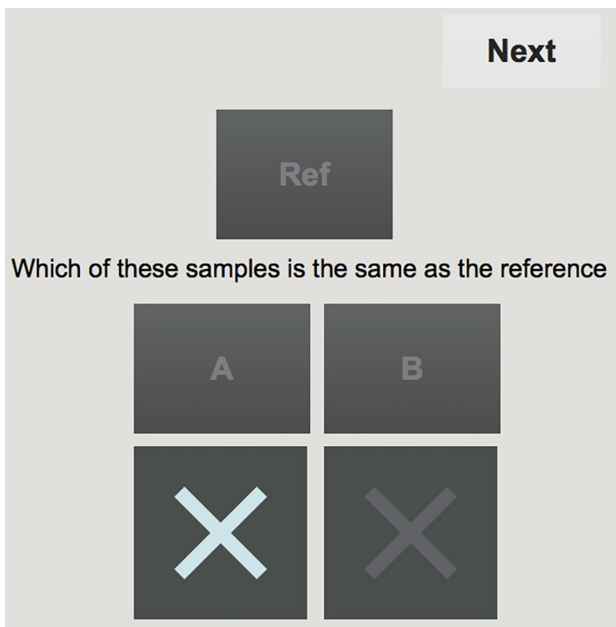 Next
Ref
Which of these samples is the same as the reference
A B